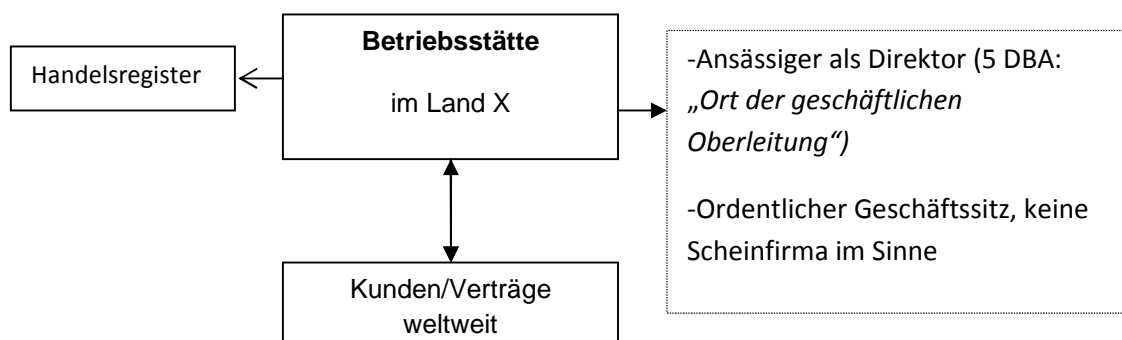 Handelsregister
Betriebsstätte
im Land X
-Ansässiger als Direktor (5 DBA:
„Ort der geschäftlichen
Oberleitung“)
-Ordentlicher Geschäftssitz, keine
Scheinfirma im Sinne
Kunden/Verträge
weltweit